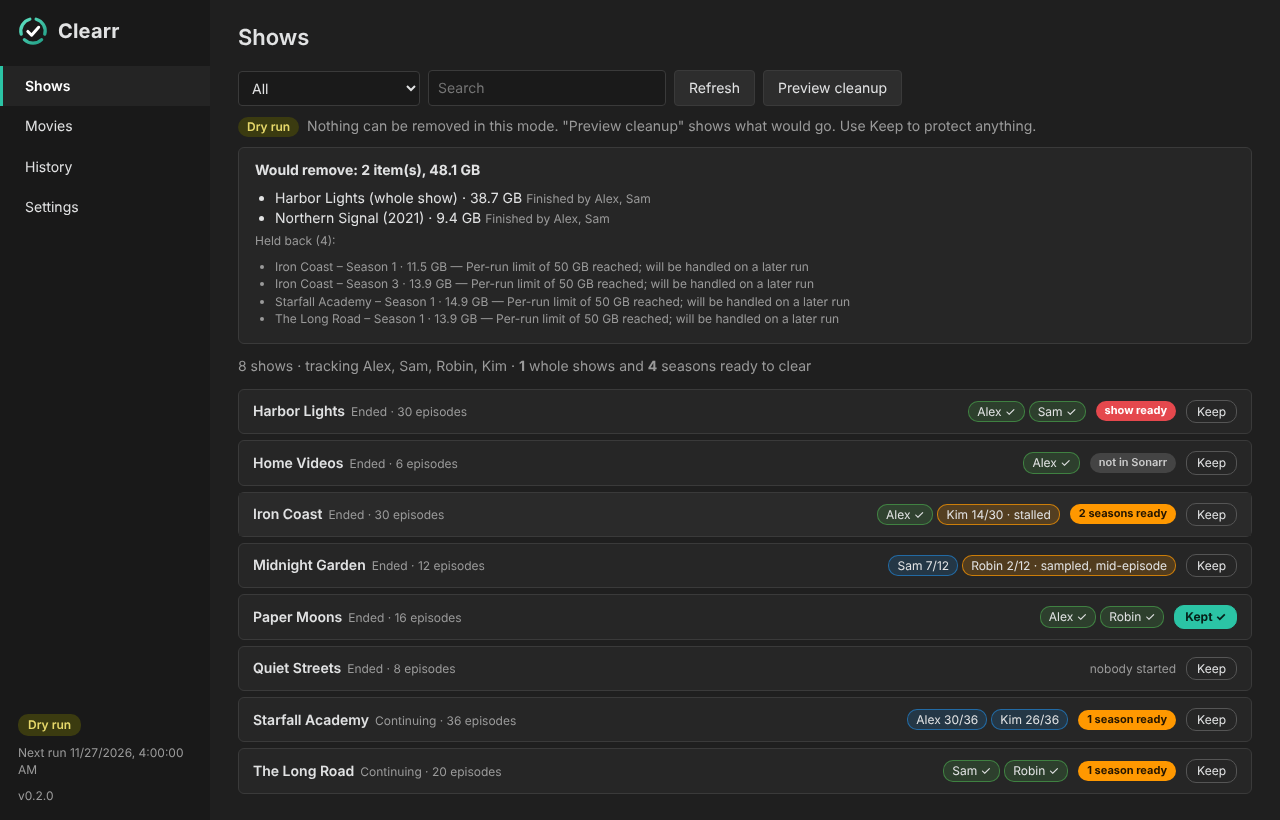 Clearr
Shows
Movies
History
Settings
Dry run
Next run 11/27/2026, 4:00:00
AM
v0.2.0
Shows
All
Search
Refresh
Preview cleanup
Dry run Nothing can be removed in this mode. "Preview cleanup" shows what would go. Use Keep to protect anything.
Would remove: 2 item(s), 48.1 GB
• Harbor Lights (whole show) · 38.7 GB Finished by Alex, Sam
• Northern Signal (2021) · 9.4 GB Finished by Alex, Sam
Held back (4):
• Iron Coast – Season 1 · 11.5 GB — Per-run limit of 50 GB reached; will be handled on a later run
• Iron Coast – Season 3 · 13.9 GB — Per-run limit of 50 GB reached; will be handled on a later run
• Starfall Academy – Season 1 · 14.9 GB — Per-run limit of 50 GB reached; will be handled on a later run
• The Long Road – Season 1 · 13.9 GB — Per-run limit of 50 GB reached; will be handled on a later run
8 shows · tracking Alex, Sam, Robin, Kim · 1 whole shows and 4 seasons ready to clear
Harbor Lights Ended · 30 episodes Alex ✓ Sam ✓ show ready Keep
Home Videos Ended · 6 episodes Alex ✓ not in Sonarr Keep
Iron Coast Ended · 30 episodes Alex ✓ Kim 14/30 · stalled 2 seasons ready Keep
Midnight Garden Ended · 12 episodes Sam 7/12 Robin 2/12 · sampled, mid-episode Keep
Paper Moons Ended · 16 episodes Alex ✓ Robin ✓ Kept ✓
Quiet Streets Ended · 8 episodes nobody started Keep
Starfall Academy Continuing · 36 episodes Alex 30/36 Kim 26/36 1 season ready Keep
The Long Road Continuing · 20 episodes Sam ✓ Robin ✓ 1 season ready Keep